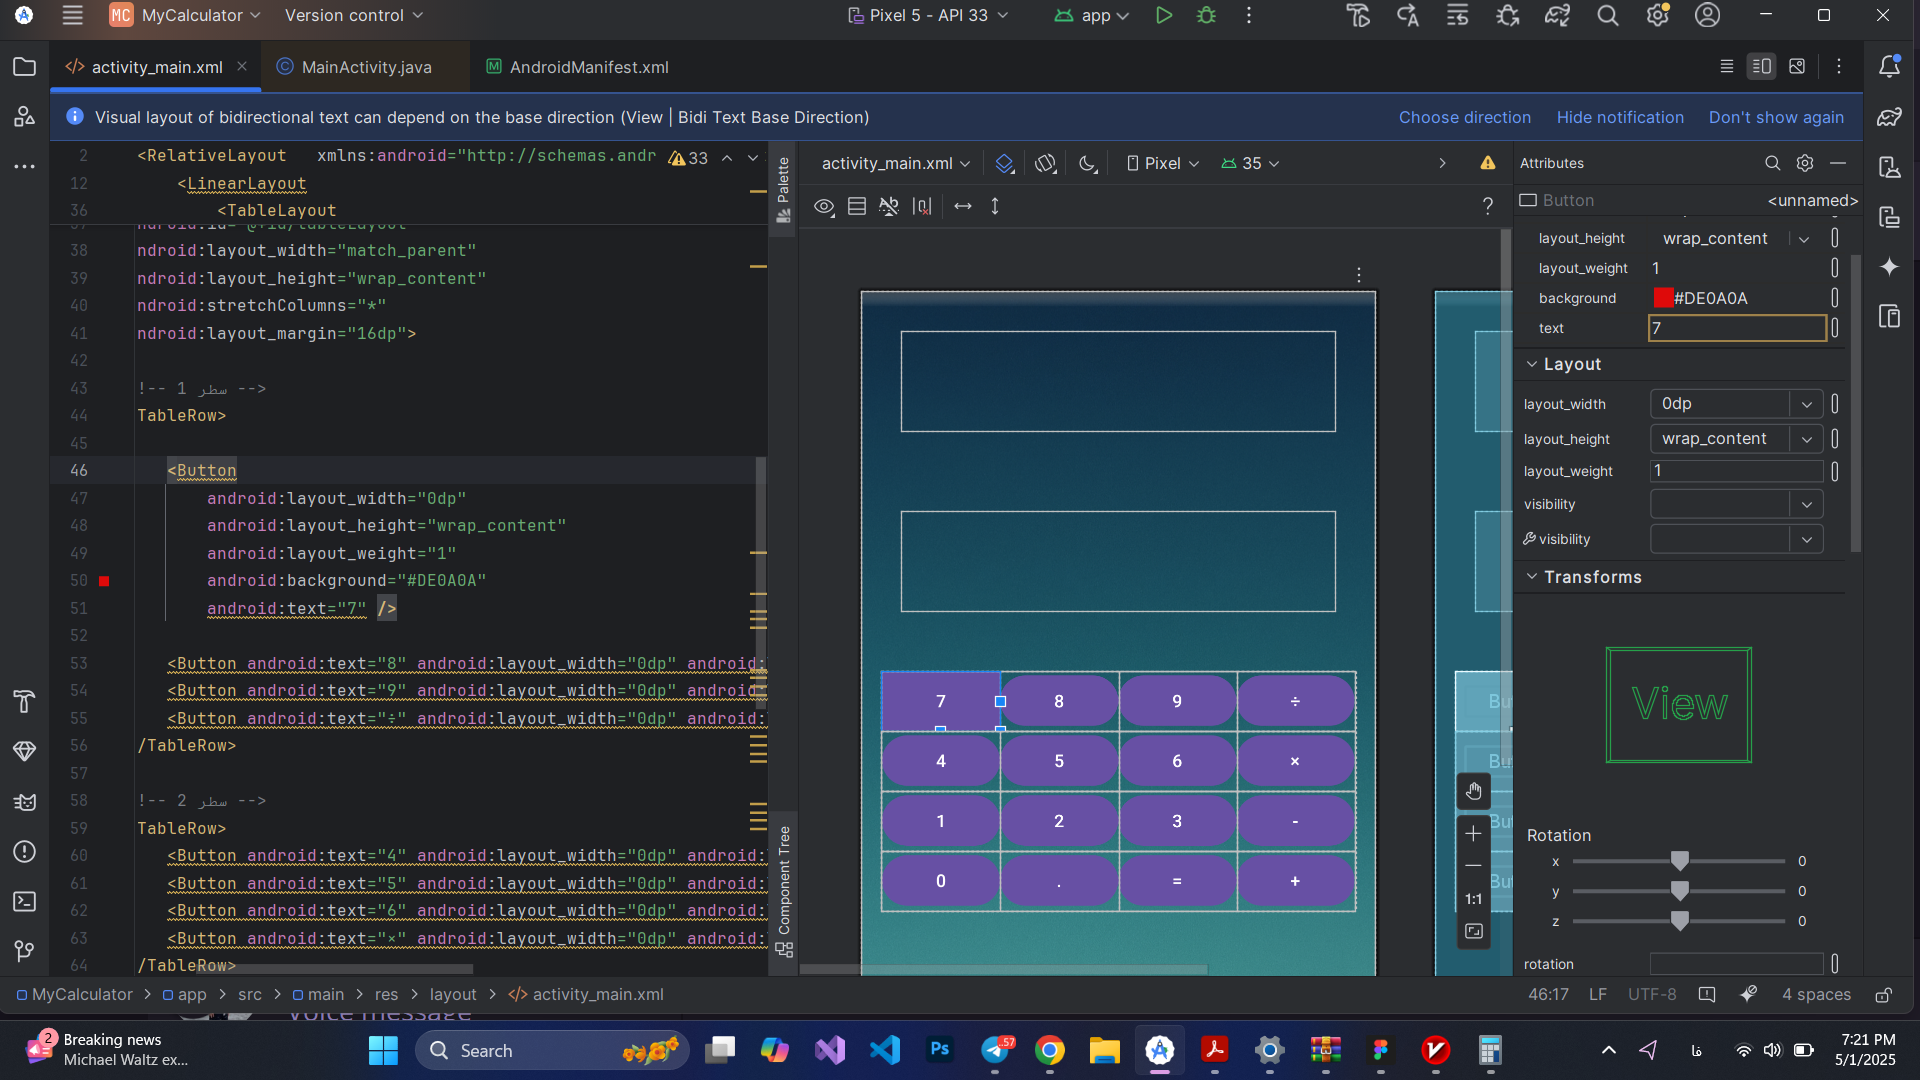 MC MyCalculator Version control Pixel 5 - API 33 app
activity_main.xml MainActivity.java AndroidManifest.xml
Visual layout of bidirectional text can depend on the base direction (View | Bidi Text Base Direction) Choose direction Hide notification Don't show again
2 <RelativeLayout xmlns:android="http://schemas.andr 33
12 <LinearLayout
36 <TableLayout
38 ndroid:layout_width="match_parent"
39 ndroid:layout_height="wrap_content"
40 ndroid:stretchColumns="*"
41 ndroid:layout_margin="16dp">
42
43 !-- سطر 1 -->
44 TableRow>
45
46 <Button
47 android:layout_width="0dp"
48 android:layout_height="wrap_content"
49 android:layout_weight="1"
50 android:background="#DE0A0A"
51 android:text="7" />
52
53 <Button android:text="8" android:layout_width="0dp" android:
54 <Button android:text="9" android:layout_width="0dp" android:
55 <Button android:text="÷" android:layout_width="0dp" android:
56 /TableRow>
57
58 !-- سطر 2 -->
59 TableRow>
60 <Button android:text="4" android:layout_width="0dp" android:
61 <Button android:text="5" android:layout_width="0dp" android:
62 <Button android:text="6" android:layout_width="0dp" android:
63 <Button android:text="×" android:layout_width="0dp" android:
64 /TableRow>
Palette
Component Tree
activity_main.xml Pixel 35
?
7 8 9 ÷
4 5 6 ×
1 2 3 -
0 . = +
1:1
Attributes
Button <unnamed>
layout_height wrap_content
layout_weight 1
background #DE0A0A
text 7
Layout
layout_width 0dp
layout_height wrap_content
layout_weight 1
visibility
visibility
Transforms
View
Rotation
x 0
y 0
z 0
rotation
MyCalculator > app > src > main > res > layout > activity_main.xml 46:17 LF UTF-8 4 spaces
voice message
2 Breaking news
Michael Waltz ex...
Search
Ps
57
فا
7:21 PM
5/1/2025